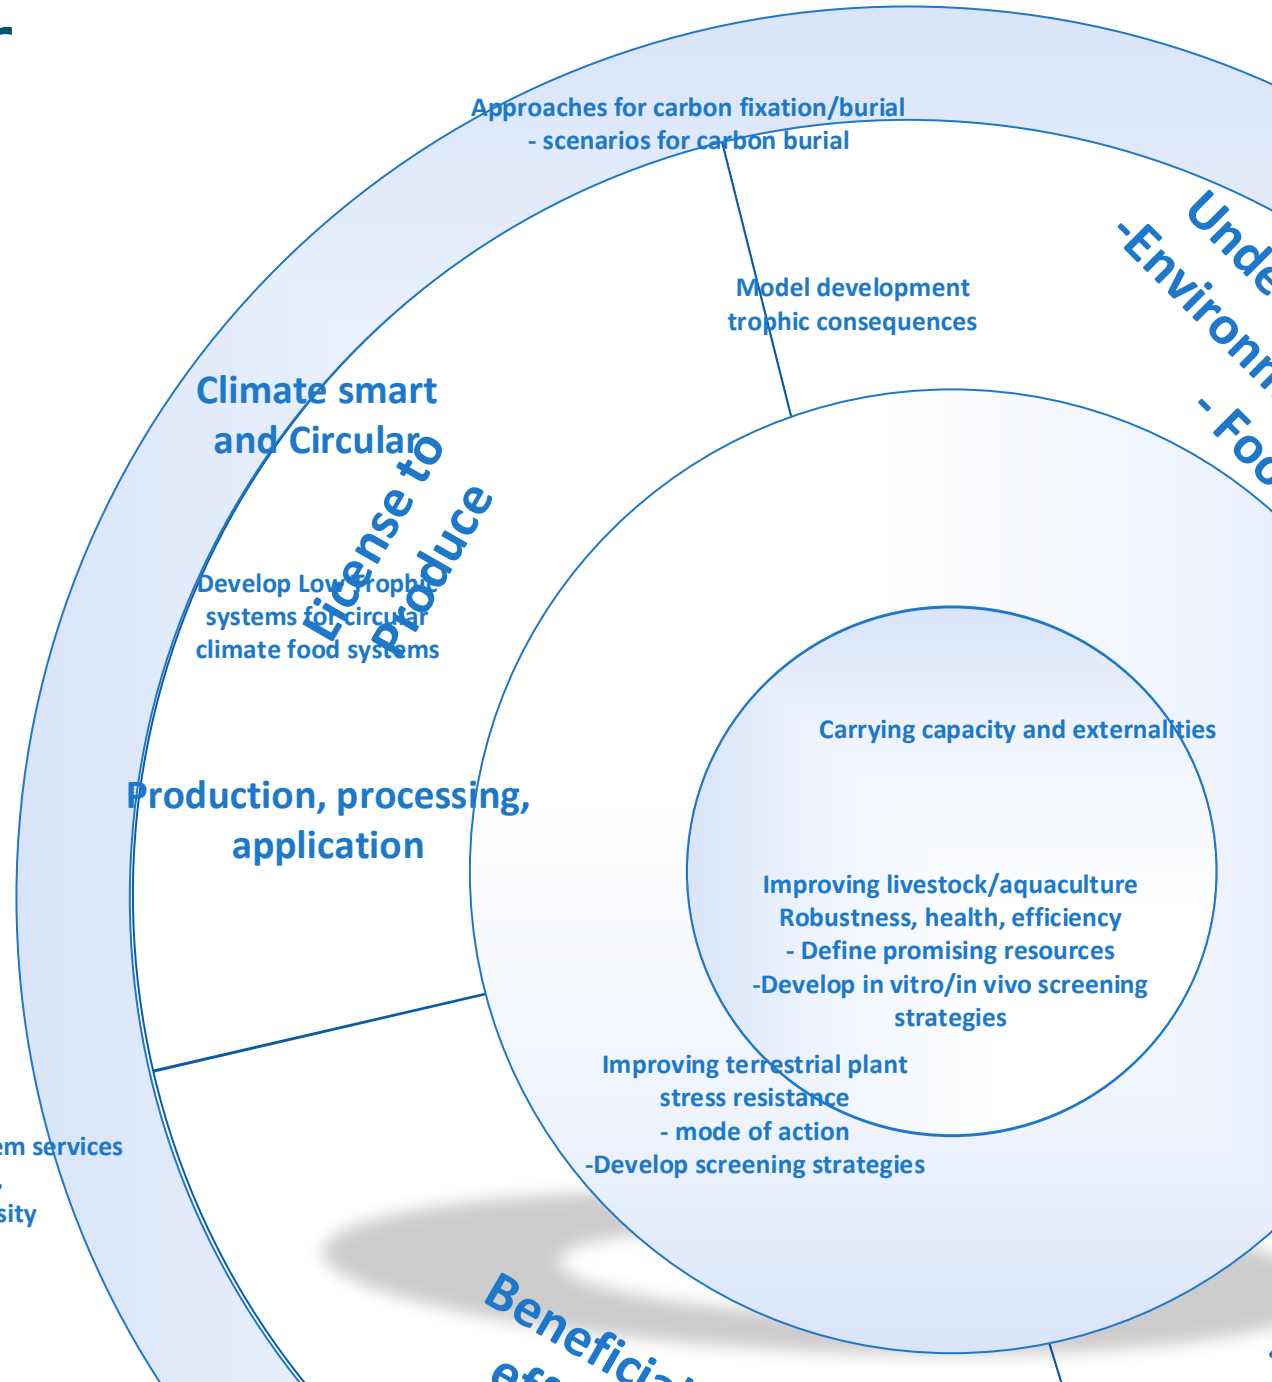 Approaches for carbon fixation/burial
- scenarios for carbon burial
Model development
trophic consequences
Climate smart
and Circular
License to
Produce
Develop Low Trophic
systems for circular
climate food systems
Carrying capacity and externalities
Production, processing,
application
Improving livestock/aquaculture
Robustness, health, efficiency
- Define promising resources
-Develop in vitro/in vivo screening
strategies
Improving terrestrial plant
stress resistance
- mode of action
-Develop screening strategies
services
Beneficial